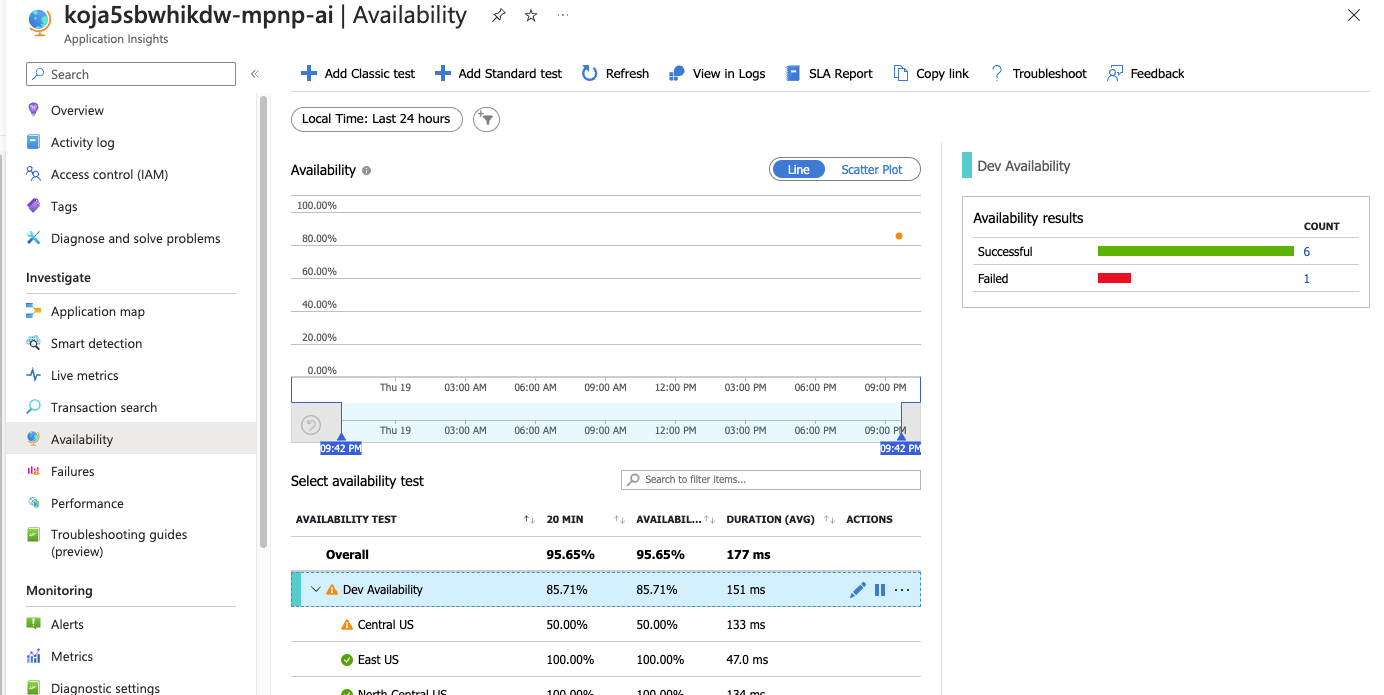 koja5sbwhikdw-mpnp-ai | Availability
Application Insights
Search
Overview
Activity log
Access control (IAM)
Tags
Diagnose and solve problems
Investigate
Application map
Smart detection
Live metrics
Transaction search
Availability
Failures
Performance
Troubleshooting guides
(preview)
Monitoring
Alerts
Metrics
Diagnostic settings
Add Classic test
Add Standard test
Refresh
View in Logs
SLA Report
Copy link
Troubleshoot
Feedback
Local Time: Last 24 hours
Availability
Line
Scatter Plot
100.00%
80.00%
60.00%
40.00%
20.00%
0.00%
Thu 19 03:00 AM 06:00 AM 09:00 AM 12:00 PM 03:00 PM 06:00 PM 09:00 PM
Thu 19 03:00 AM 06:00 AM 09:00 AM 12:00 PM 03:00 PM 06:00 PM 09:00 PM
09:42 PM 09:42 PM
Select availability test
Search to filter items...
AVAILABILITY TEST 20 MIN AVAILABIL... DURATION (AVG) ACTIONS
Overall 95.65% 95.65% 177 ms
Dev Availability 85.71% 85.71% 151 ms
Central US 50.00% 50.00% 133 ms
East US 100.00% 100.00% 47.0 ms
North Central US 100.00% 100.00% 134 ms
Dev Availability
Availability results
COUNT
Successful 6
Failed 1